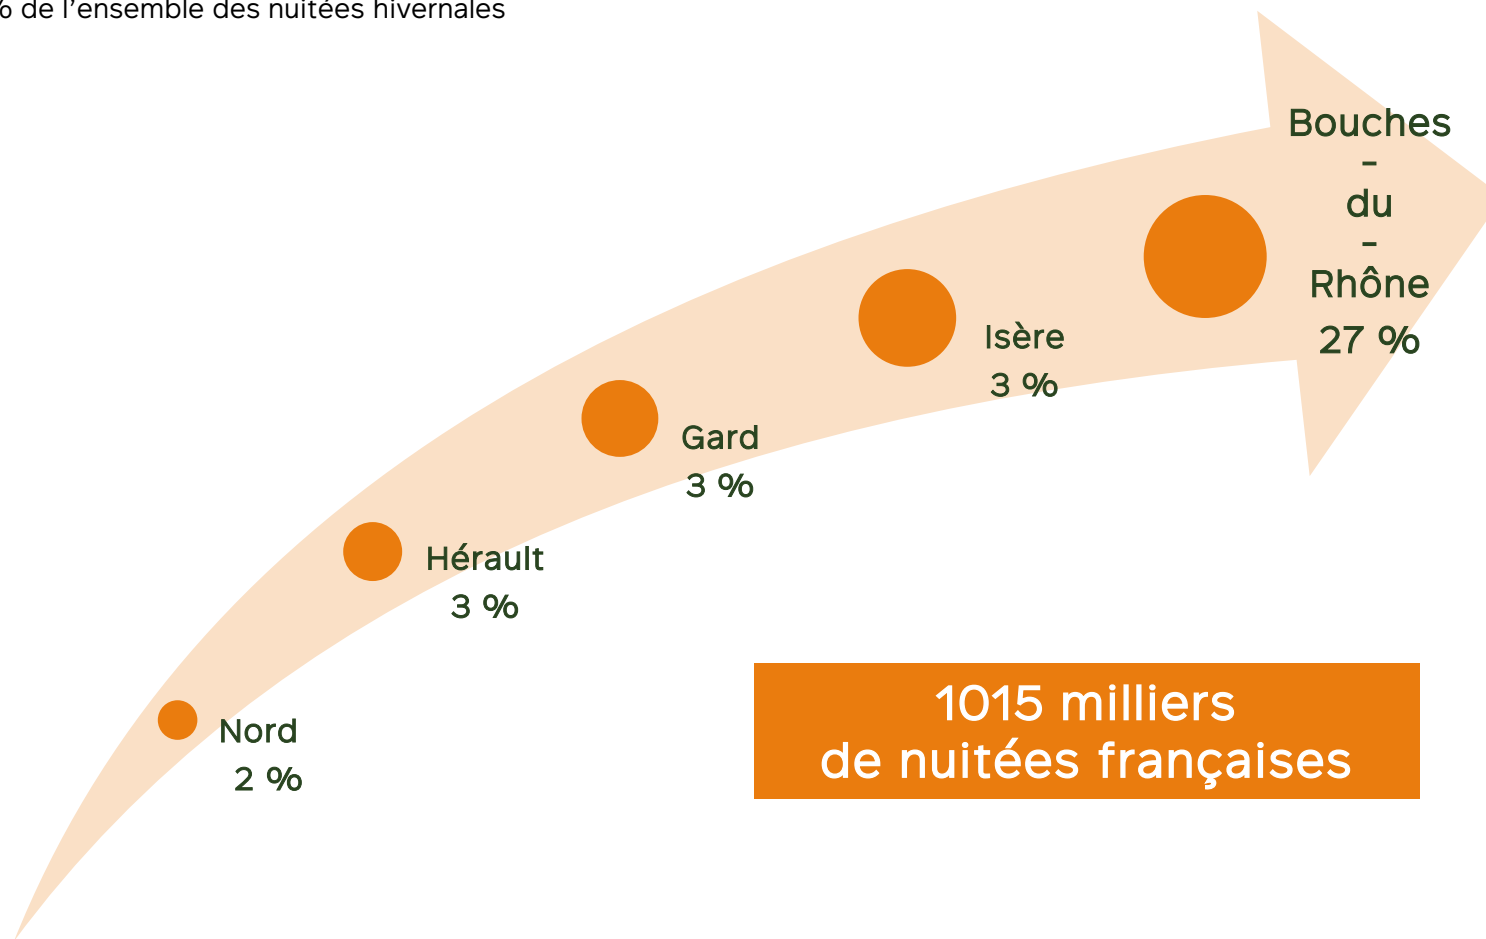 % de l’ensemble des nuitées hivernales
Bouches
-
du
-
Rhône
27 %
Isère
3 %
Gard
3 %
Hérault
3 %
Nord
2 %
1015 milliers
de nuitées françaises